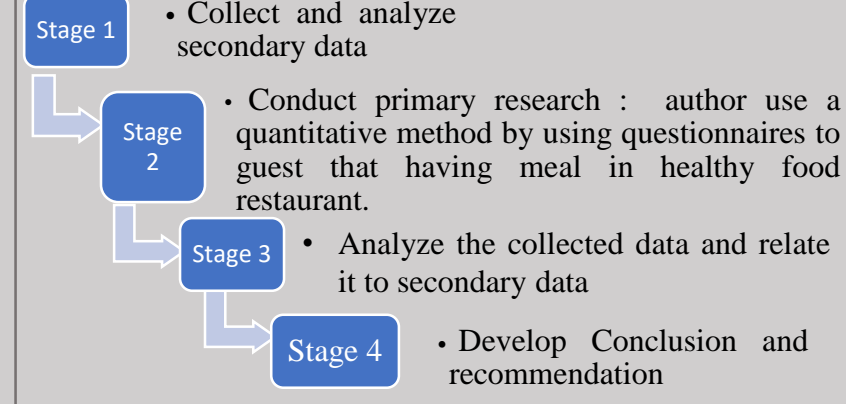 Stage 1
• Collect and analyze
secondary data
Stage
2
• Conduct primary research : author use a
quantitative method by using questionnaires to
guest that having meal in healthy food
restaurant.
Stage 3
• Analyze the collected data and relate
it to secondary data
Stage 4
• Develop Conclusion and
recommendation